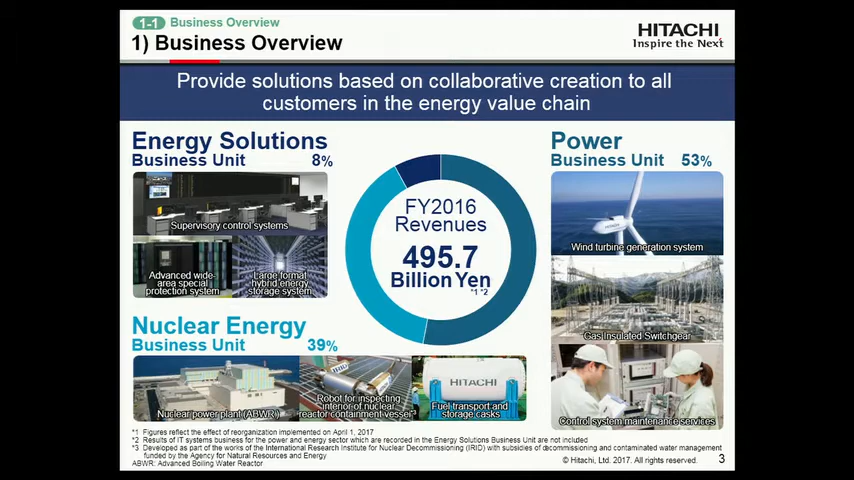 1-1 Business Overview
1) Business Overview
HITACHI
Inspire the Next
Provide solutions based on collaborative creation to all
customers in the energy value chain
Energy Solutions
Business Unit 8%
Supervisory control systems
Advanced wide-
area special
protection system
Large format
hybrid energy
storage system
FY2016
Revenues
495.7
Billion Yen
*1 *2
Power
Business Unit 53%
Wind turbine generation system
Gas Insulated Switchgear
Control system maintenance services
Nuclear Energy
Business Unit 39%
Nuclear power plant (ABWR)
Robot for inspecting
interior of nuclear
reactor containment vessel*3
HITACHI
Fuel transport and
storage casks
*1 Figures reflect the effect of reorganization implemented on April 1, 2017
*2 Results of IT systems business for the power and energy sector which are recorded in the Energy Solutions Business Unit are not included
*3 Developed as part of the works of the International Research Institute for Nuclear Decommissioning (IRID) with subsidies of decommissioning and contaminated water management
funded by the Agency for Natural Resources and Energy
ABWR: Advanced Boiling Water Reactor
© Hitachi, Ltd. 2017. All rights reserved. 3